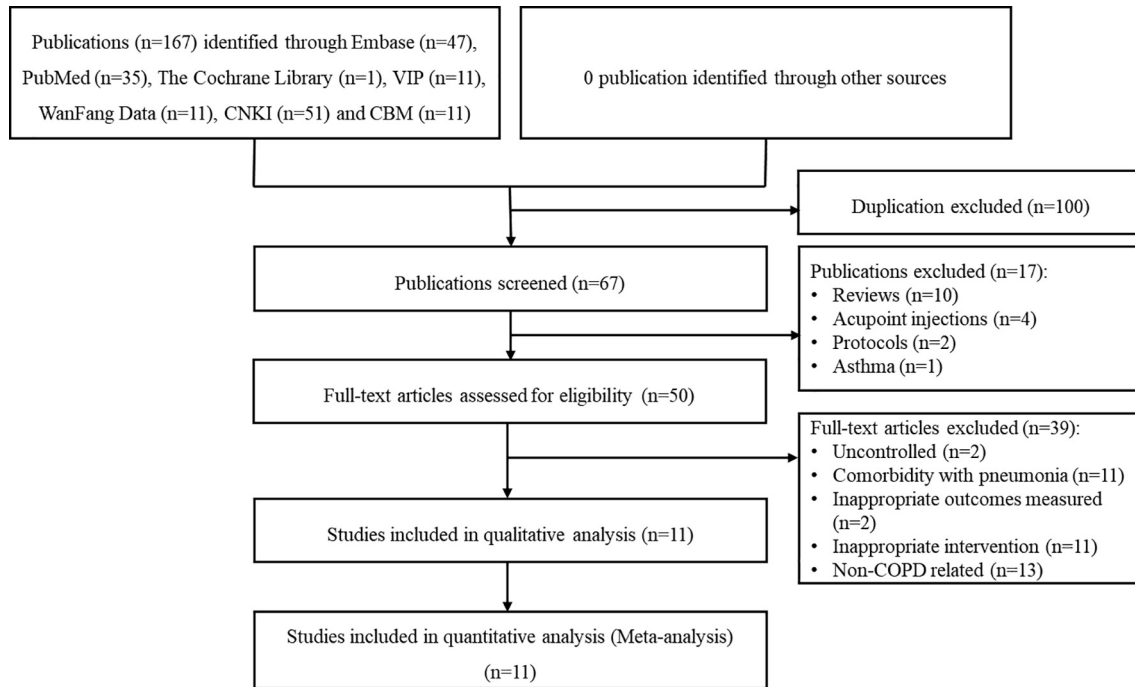 Publications (n=167) identified through Embase (n=47),
PubMed (n=35), The Cochrane Library (n=1), VIP (n=11),
WanFang Data (n=11), CNKI (n=51) and CBM (n=11)
0 publication identified through other sources
Duplication excluded (n=100)
Publications screened (n=67)
Publications excluded (n=17):
• Reviews (n=10)
• Acupoint injections (n=4)
• Protocols (n=2)
• Asthma (n=1)
Full-text articles assessed for eligibility (n=50)
Full-text articles excluded (n=39):
• Uncontrolled (n=2)
• Comorbidity with pneumonia (n=11)
• Inappropriate outcomes measured
(n=2)
• Inappropriate intervention (n=11)
• Non-COPD related (n=13)
Studies included in qualitative analysis (n=11)
Studies included in quantitative analysis (Meta-analysis)
(n=11)